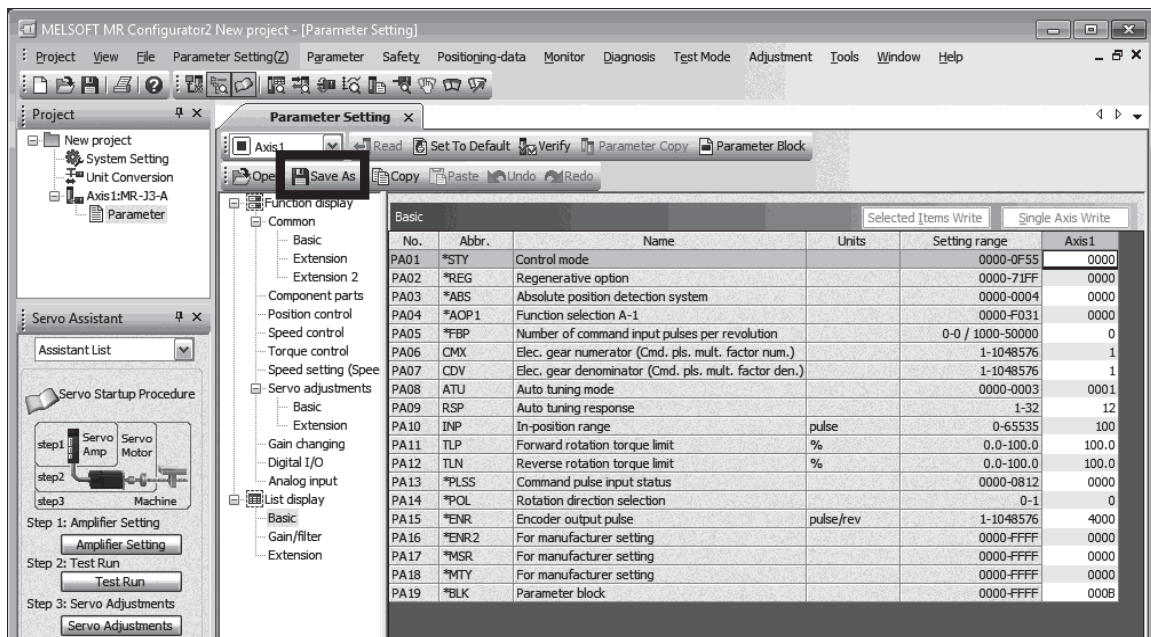 MELSOFT MR Configurator2 New project - [Parameter Setting]
Project View File Parameter Setting(Z) Parameter Safety Positioning-data Monitor Diagnosis Test Mode Adjustment Tools Window Help
Project
New project
System Setting
Unit Conversion
Axis1:MR-J3-A
Parameter
Servo Assistant
Assistant List
Servo Startup Procedure
step1 Servo Amp Servo Motor
step2
step3 Machine
Step 1: Amplifier Setting
Amplifier Setting
Step 2: Test Run
Test Run
Step 3: Servo Adjustments
Servo Adjustments
Parameter Setting
Axis1 Read Set To Default Verify Parameter Copy Parameter Block
Open Save As Copy Paste Undo Redo
Function display
Common
Basic
Extension
Extension 2
Component parts
Position control
Speed control
Torque control
Speed setting (Spee
Servo adjustments
Basic
Extension
Gain changing
Digital I/O
Analog input
List display
Basic
Gain/filter
Extension
Basic Selected Items Write Single Axis Write
No. Abbr. Name Units Setting range Axis1
PA01 *STY Control mode 0000-0F55 0000
PA02 *REG Regenerative option 0000-71FF 0000
PA03 *ABS Absolute position detection system 0000-0004 0000
PA04 *AOP1 Function selection A-1 0000-F031 0000
PA05 *FBP Number of command input pulses per revolution 0-0 / 1000-50000 0
PA06 CMX Elec. gear numerator (Cmd. pls. mult. factor num.) 1-1048576 1
PA07 CDV Elec. gear denominator (Cmd. pls. mult. factor den.) 1-1048576 1
PA08 ATU Auto tuning mode 0000-0003 0001
PA09 RSP Auto tuning response 1-32 12
PA10 INP In-position range pulse 0-65535 100
PA11 TLP Forward rotation torque limit % 0.0-100.0 100.0
PA12 TLN Reverse rotation torque limit % 0.0-100.0 100.0
PA13 *PLSS Command pulse input status 0000-0812 0000
PA14 *POL Rotation direction selection 0-1 0
PA15 *ENR Encoder output pulse pulse/rev 1-1048576 4000
PA16 *ENR2 For manufacturer setting 0000-FFFF 0000
PA17 *MSR For manufacturer setting 0000-FFFF 0000
PA18 *MTY For manufacturer setting 0000-FFFF 0000
PA19 *BLK Parameter block 0000-FFFF 000B